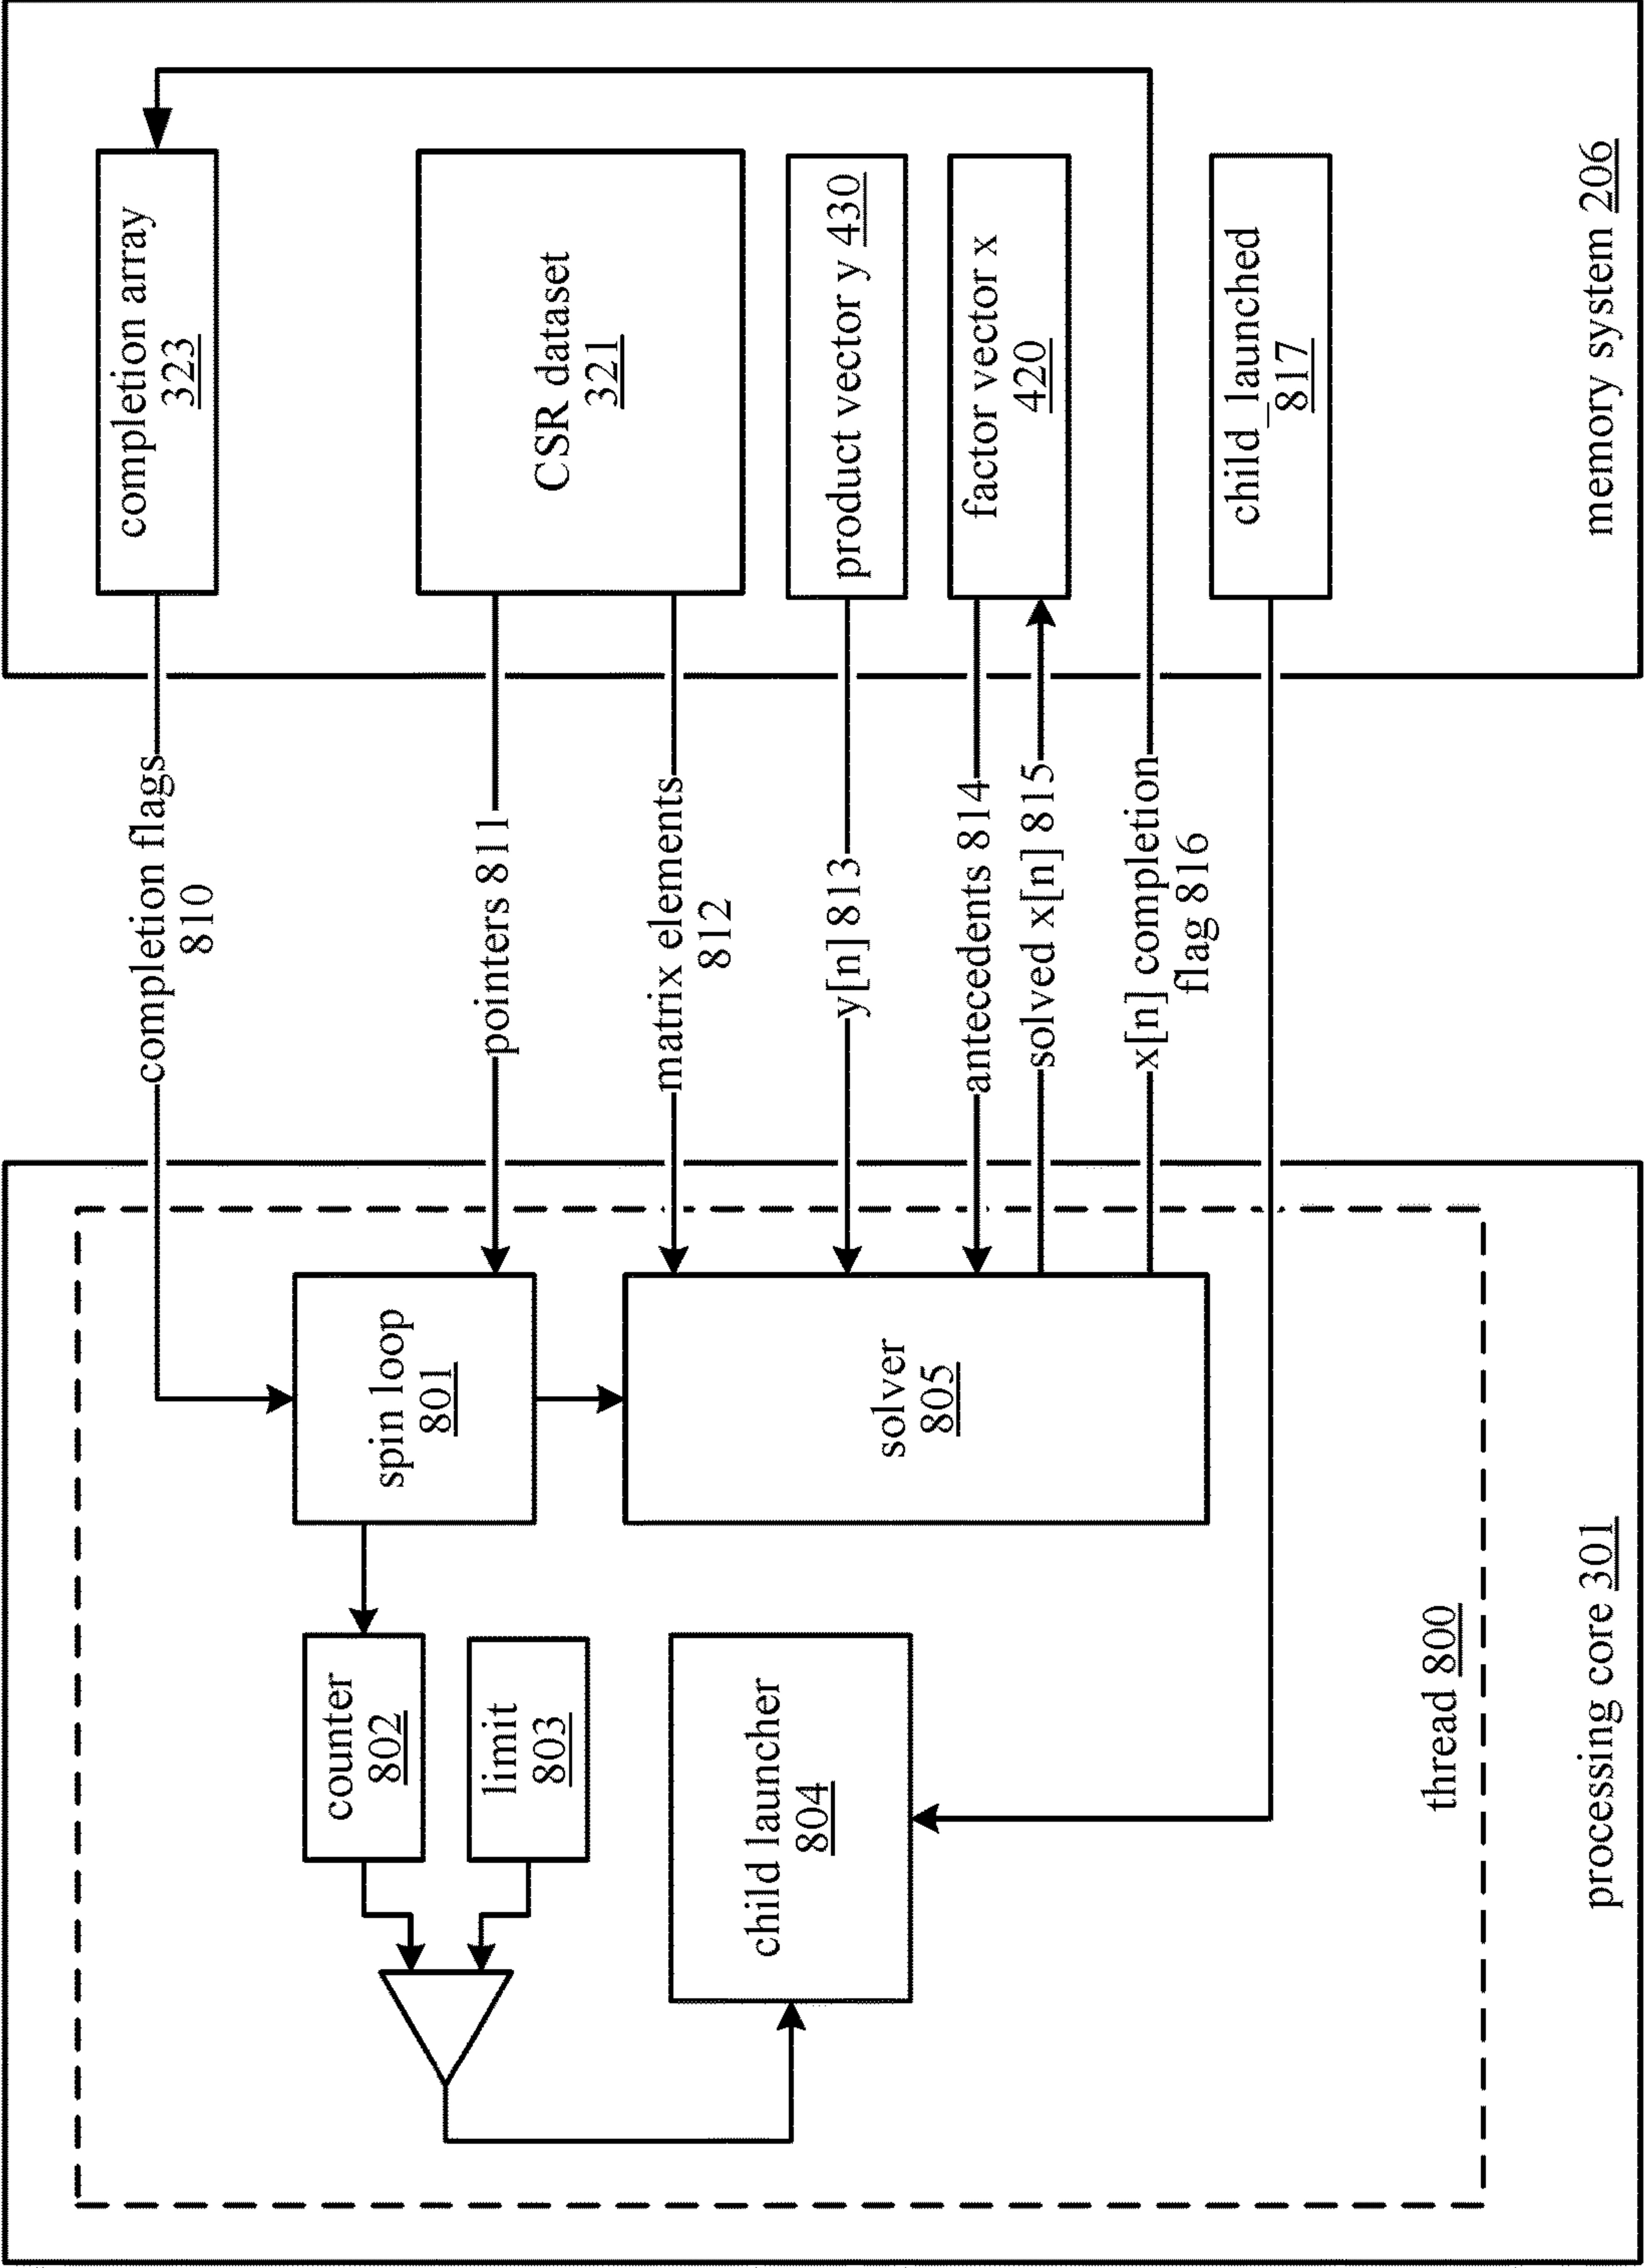 completion array
323
CSR dataset
321
product vector y 430
factor vector x
420
child_launched
817
memory system 206
completion flags
810
pointers 811
matrix elements
812
y[n] 813
antecedents 814
solved x[n] 815
x[n] completion
flag 816
spin loop
801
solver
805
counter
802
limit
803
child launcher
804
thread 800
processing core 301